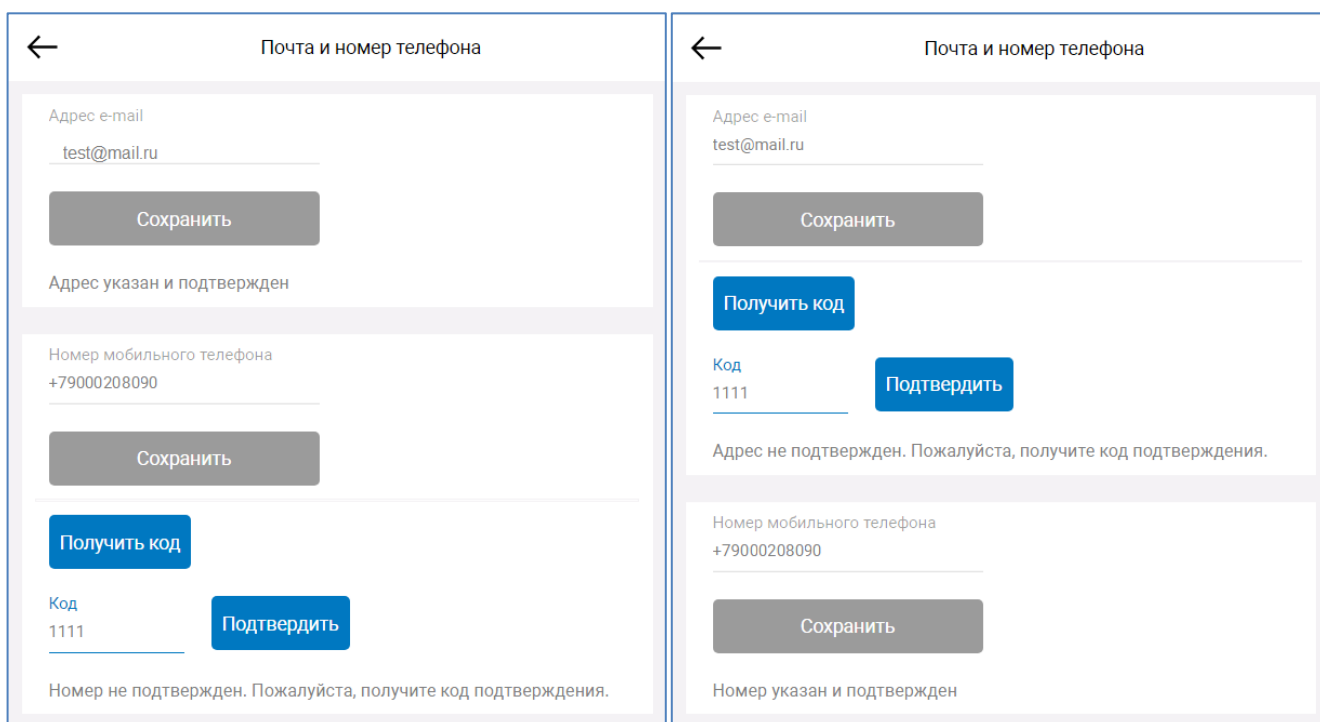 Почта и номер телефона
Адрес e-mail
test@mail.ru
Сохранить
Адрес указан и подтвержден
Номер мобильного телефона
+79000208090
Сохранить
Получить код
Код
1111
Подтвердить
Номер не подтвержден. Пожалуйста, получите код подтверждения.
Почта и номер телефона
Адрес e-mail
test@mail.ru
Сохранить
Получить код
Код
1111
Подтвердить
Адрес не подтвержден. Пожалуйста, получите код подтверждения.
Номер мобильного телефона
+79000208090
Сохранить
Номер указан и подтвержден